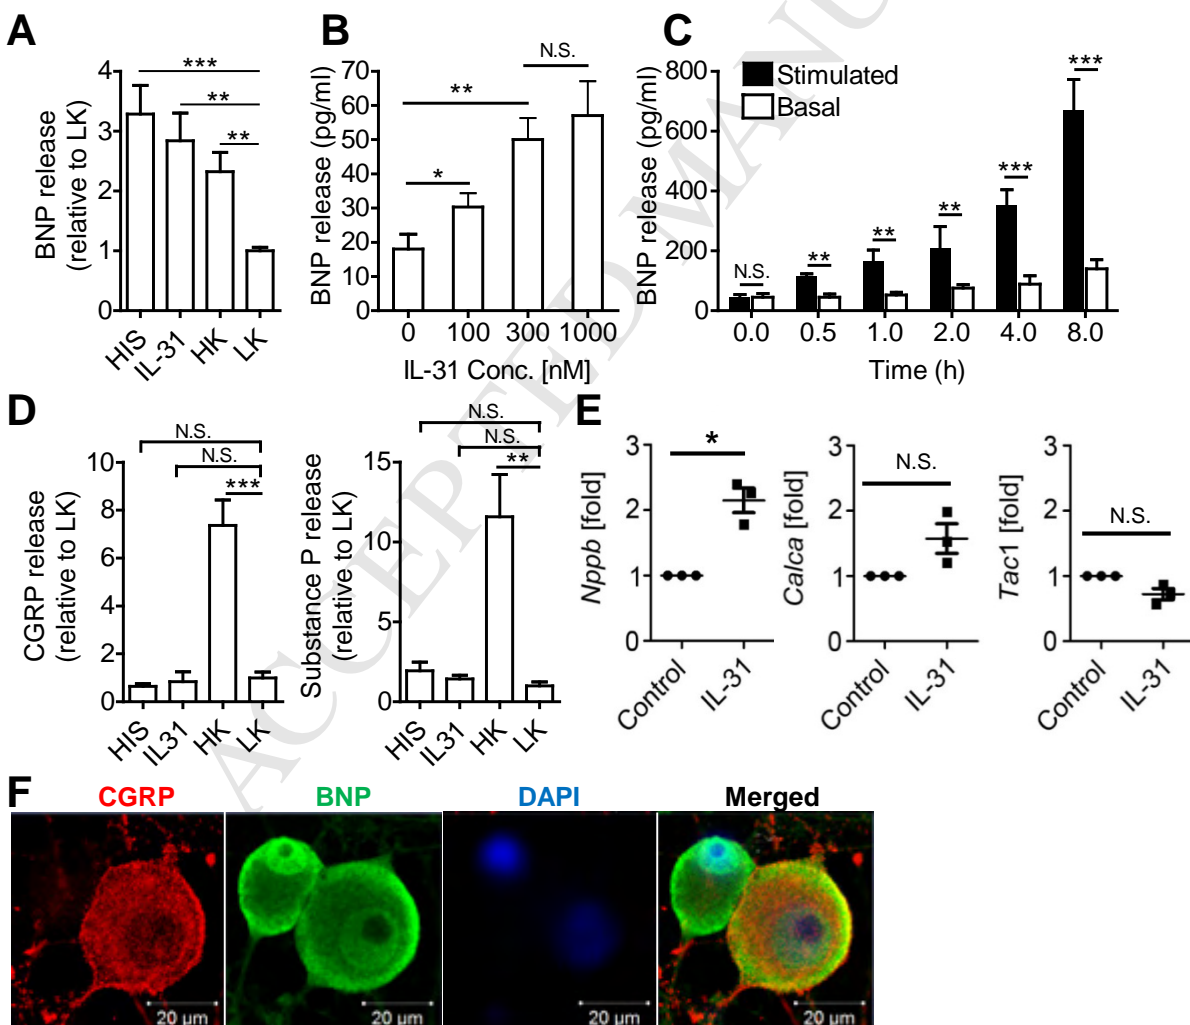 A
BNP release
(relative to LK)
4
3
2
1
0
***
**
**
HIS
IL-31
HK
LK
B
BNP release (pg/ml)
70
60
50
40
30
20
10
0
*
**
N.S.
0
100
300
1000
IL-31 Conc. [nM]
C
BNP release (pg/ml)
800
600
400
200
0
Stimulated
Basal
N.S.
**
**
**
***
***
0.0
0.5
1.0
2.0
4.0
8.0
Time (h)
D
CGRP release
(relative to LK)
10
8
6
4
2
0
N.S.
N.S.
***
HIS
IL31
HK
LK
Substance P release
(relative to LK)
15
10
5
0
N.S.
N.S.
**
HIS
IL31
HK
LK
E
Nppb [fold]
3
2
1
0
*
Control
IL-31
Calca [fold]
3
2
1
0
N.S.
Control
IL-31
Tac1 [fold]
3
2
1
0
N.S.
Control
IL-31
F
CGRP
BNP
DAPI
Merged
20 µm
20 µm
20 µm
20 µm
ACCEPTED MANU